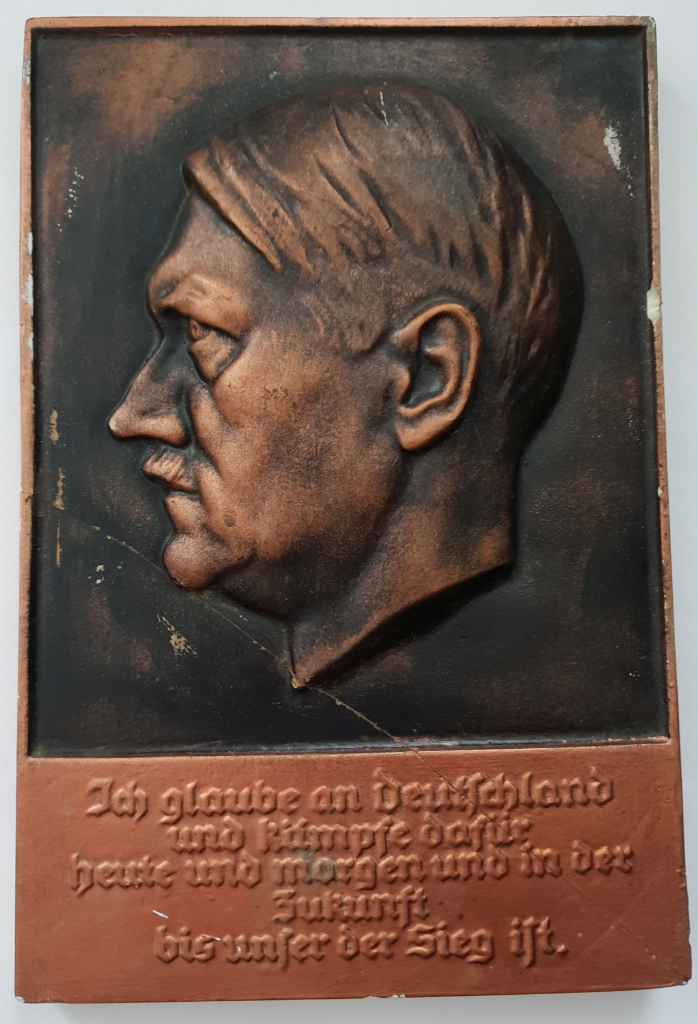 Ich glaube an Deutschland
und kämpfe dafür
heute und morgen und in der
Zukunft
bis unser der Sieg ist.